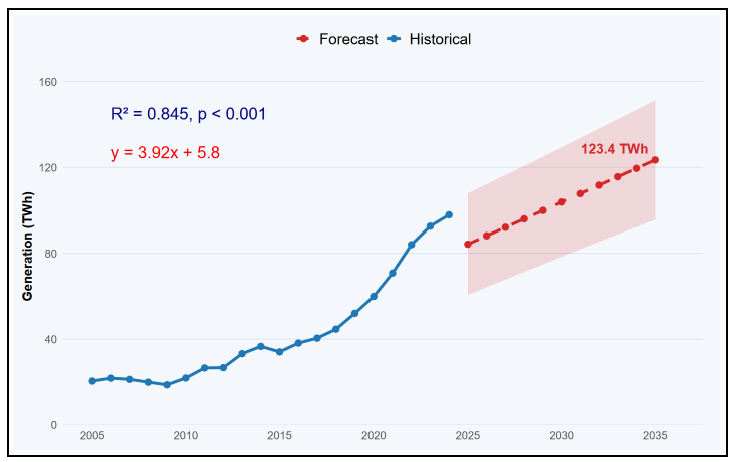 Forecast Historical
160
R² = 0.845, p < 0.001
y = 3.92x + 5.8
123.4 TWh
120
Generation (TWh)
80
40
0
2005 2010 2015 2020 2025 2030 2035